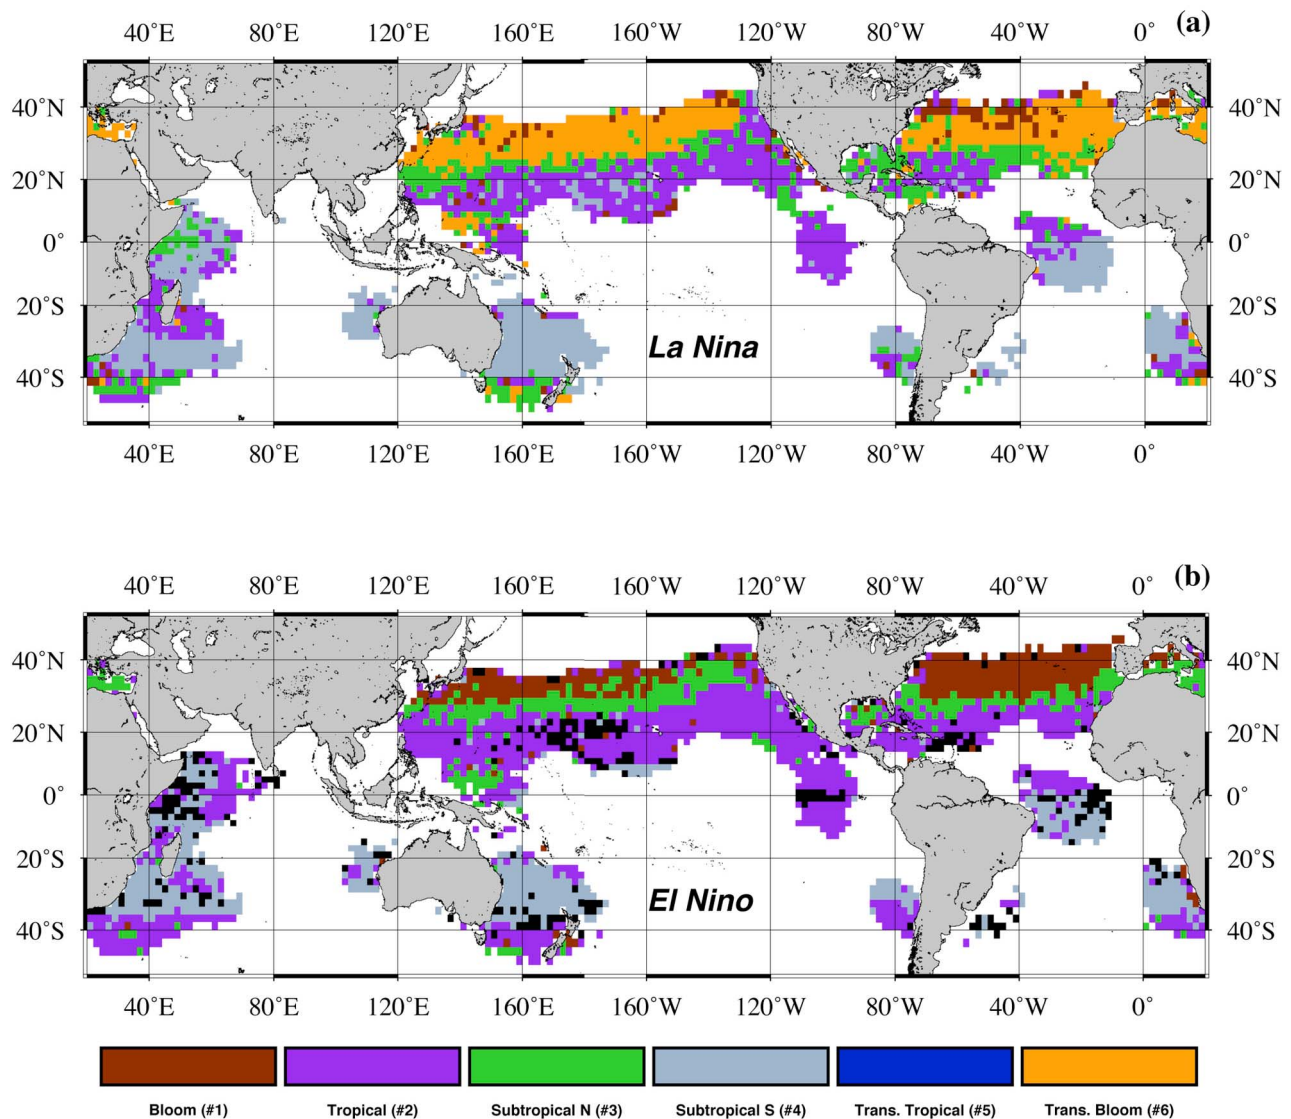 40˚E 80˚E 120˚E 160˚E 160˚W 120˚W 80˚W 40˚W 0˚ (a)
40˚N 40˚N
20˚N 20˚N
0˚ 0˚
20˚S 20˚S
La Nina
40˚S 40˚S
40˚E 80˚E 120˚E 160˚E 160˚W 120˚W 80˚W 40˚W 0˚
40˚E 80˚E 120˚E 160˚E 160˚W 120˚W 80˚W 40˚W 0˚ (b)
40˚N 40˚N
20˚N 20˚N
0˚ 0˚
20˚S 20˚S
El Nino
40˚S 40˚S
40˚E 80˚E 120˚E 160˚E 160˚W 120˚W 80˚W 40˚W 0˚
Bloom (#1) Tropical (#2) Subtropical N (#3) Subtropical S (#4) Trans. Tropical (#5) Trans. Bloom (#6)